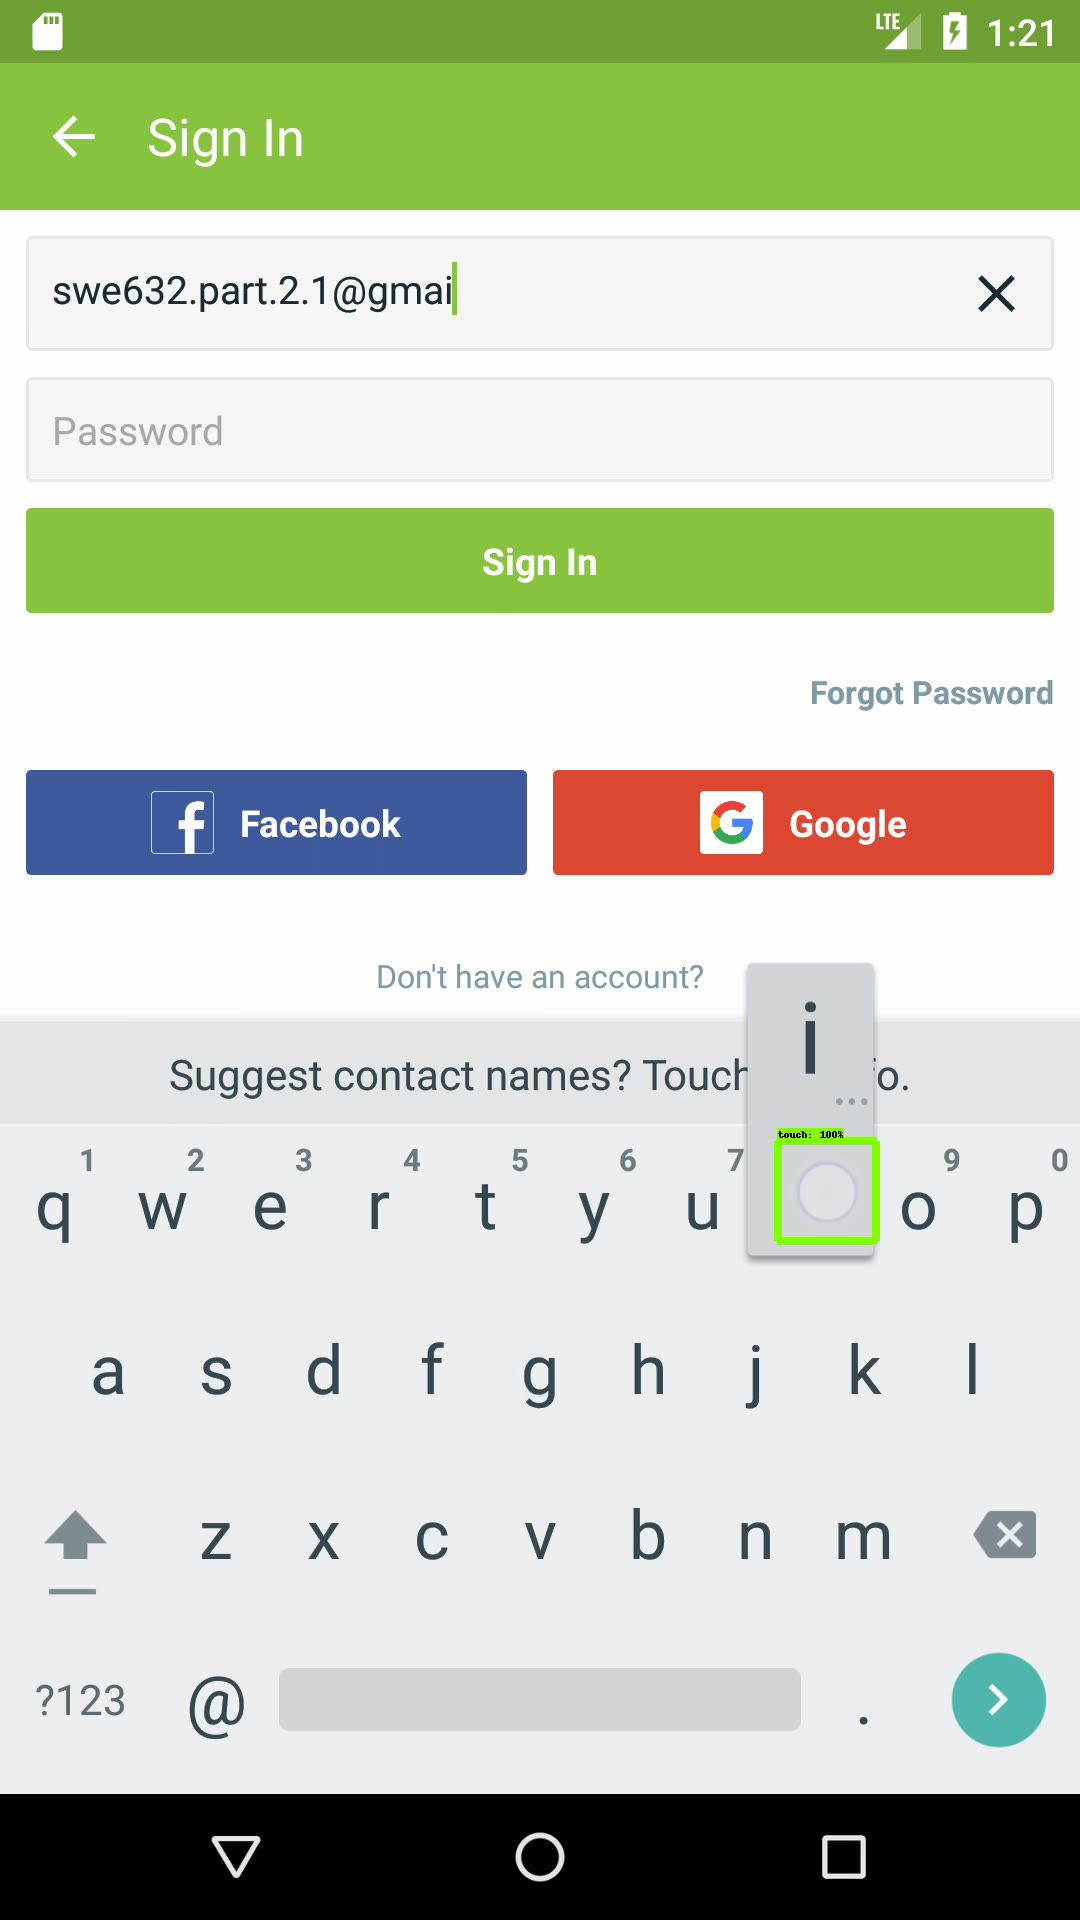 LTE 1:21
Sign In
swe632.part.2.1@gmai
Password
Sign In
Forgot Password
Facebook
Google
Don't have an account?
i
Suggest contact names? Touch o.
touch: 100%
1 2 3 4 5 6 7 9 0
q w e r t y u o p
a s d f g h j k l
z x c v b n m
?123 @ .